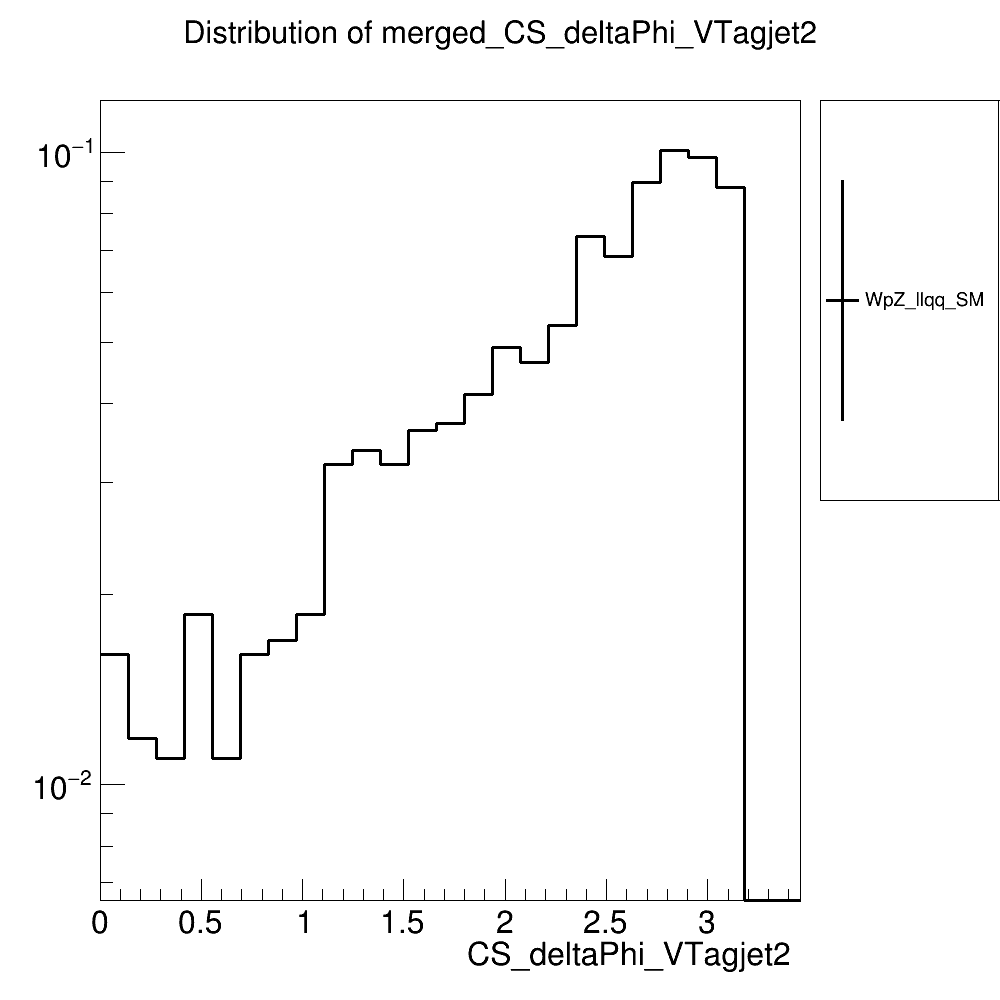 Distribution of merged_CS_deltaPhi_VTagjet2
10−1
10−2
WpZ_llqq_SM
0 0.5 1 1.5 2 2.5 3
CS_deltaPhi_VTagjet2